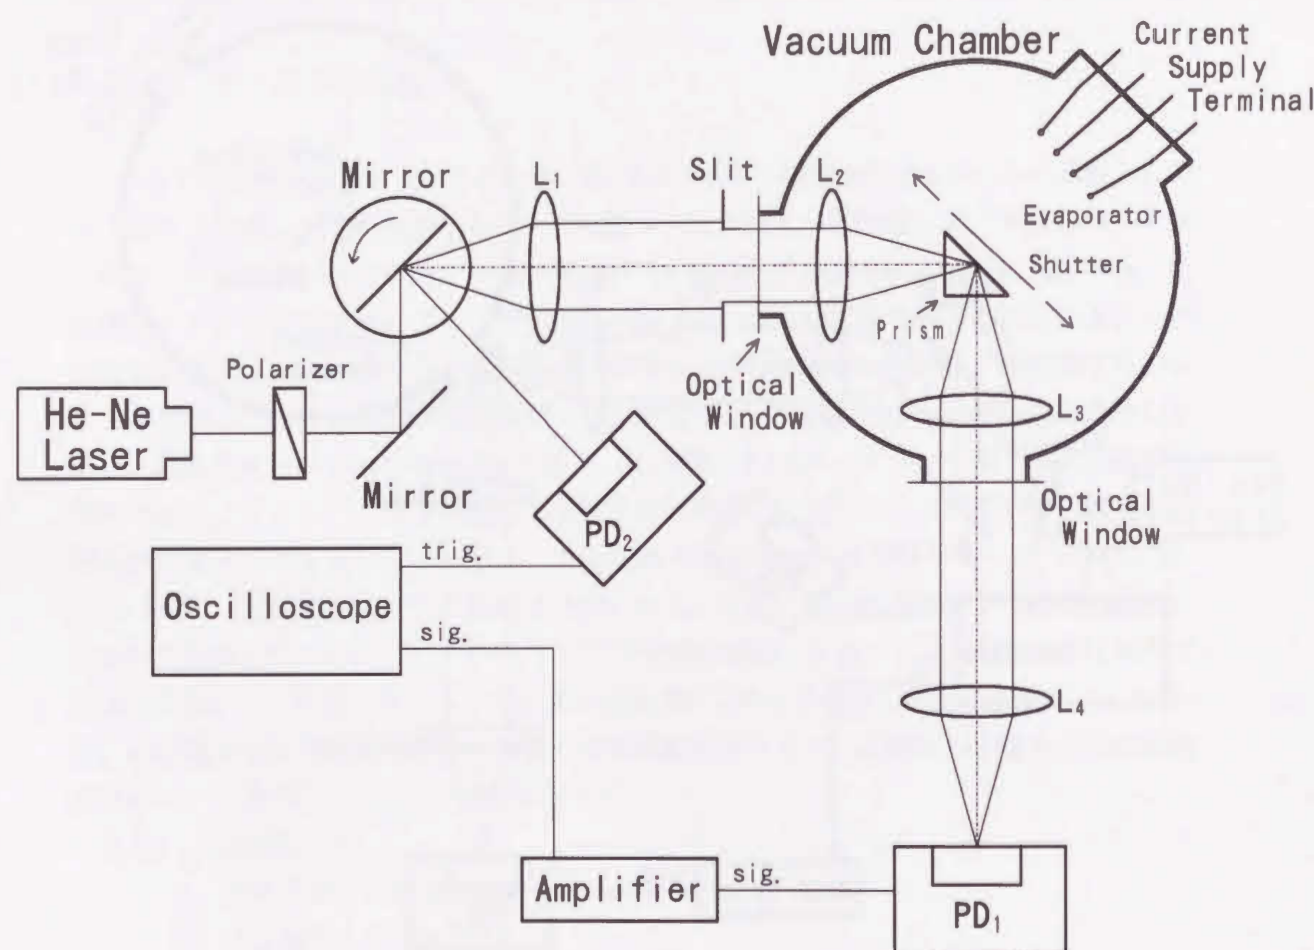 Vacuum Chamber
Current
Supply
Terminal
Mirror
L₁
Slit
L₂
Evaporator
Shutter
Prism
Polarizer
He-Ne
Laser
Optical
Window
L₃
Mirror
PD₂
Optical
Window
trig.
Oscilloscope
sig.
L₄
Amplifier
sig.
PD₁